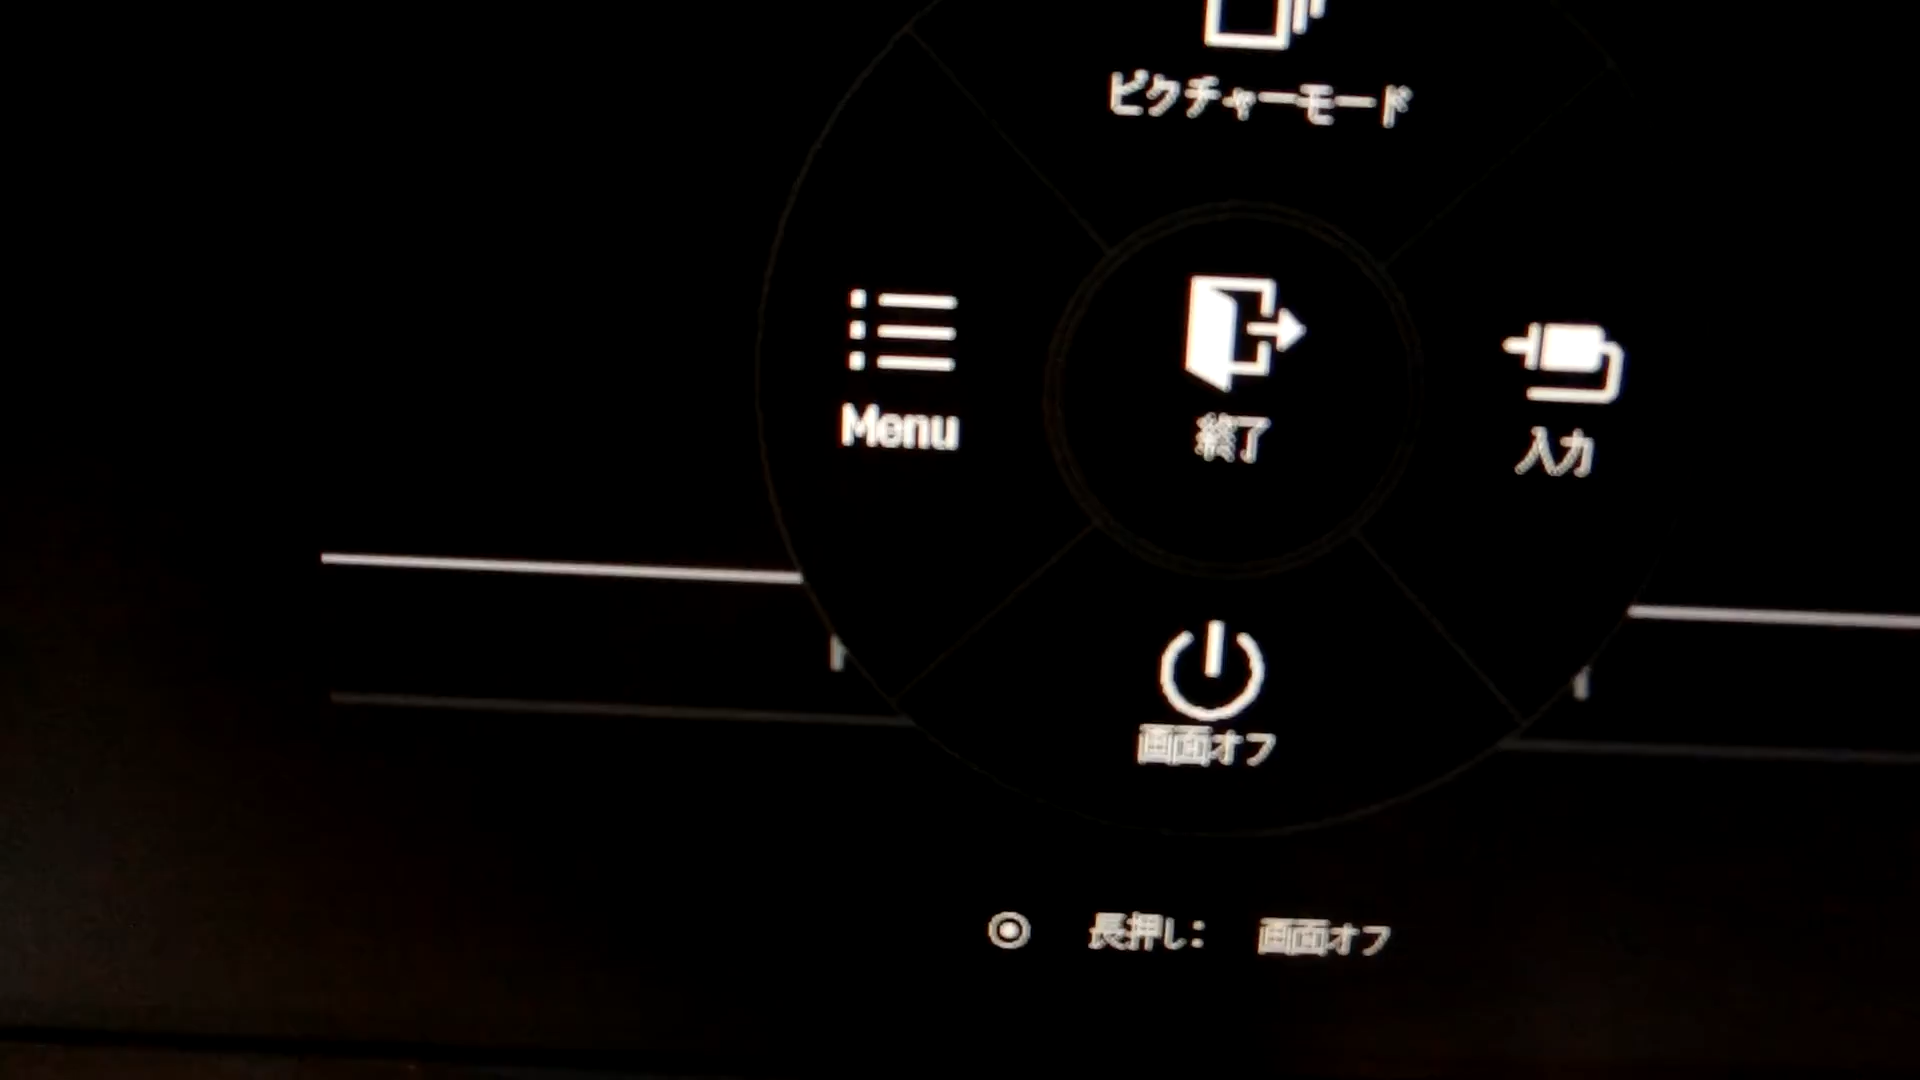 ピクチャーモード
Menu
終了
入力
画面オフ
長押し: 画面オフ